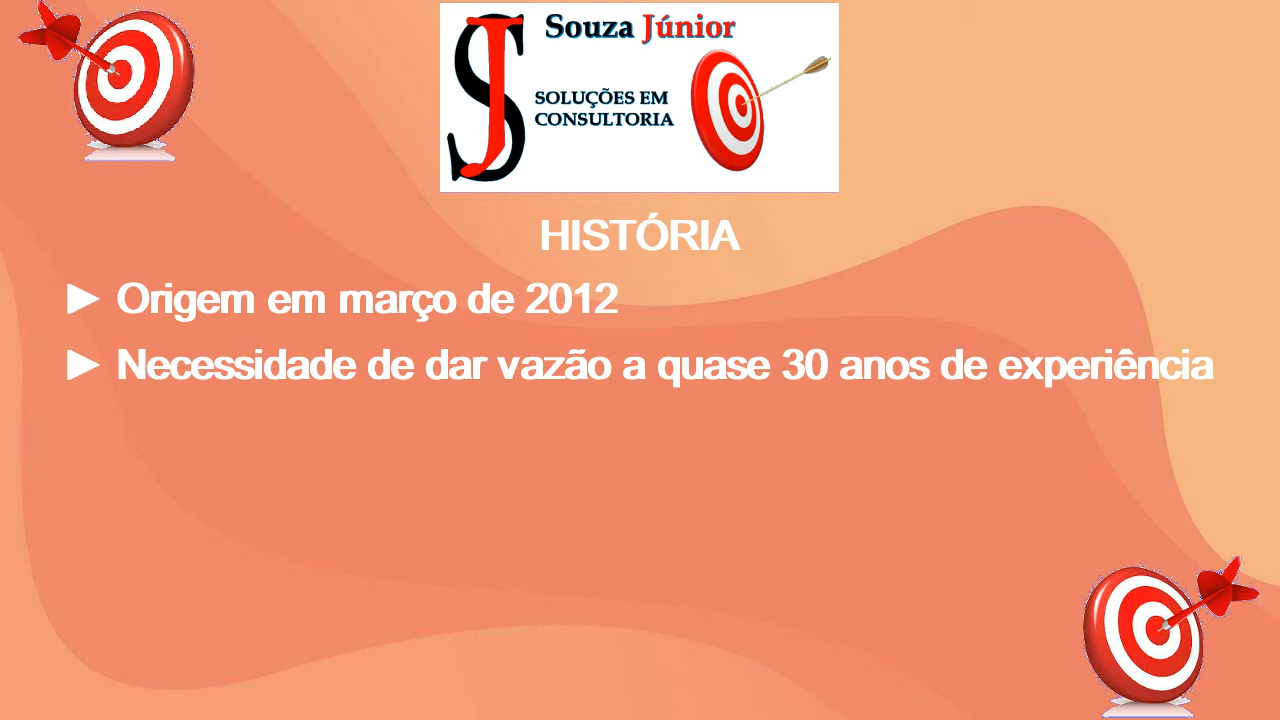 Souza Júnior
SJ
SOLUÇÕES EM
CONSULTORIA
HISTÓRIA
► Origem em março de 2012
► Necessidade de dar vazão a quase 30 anos de experiência